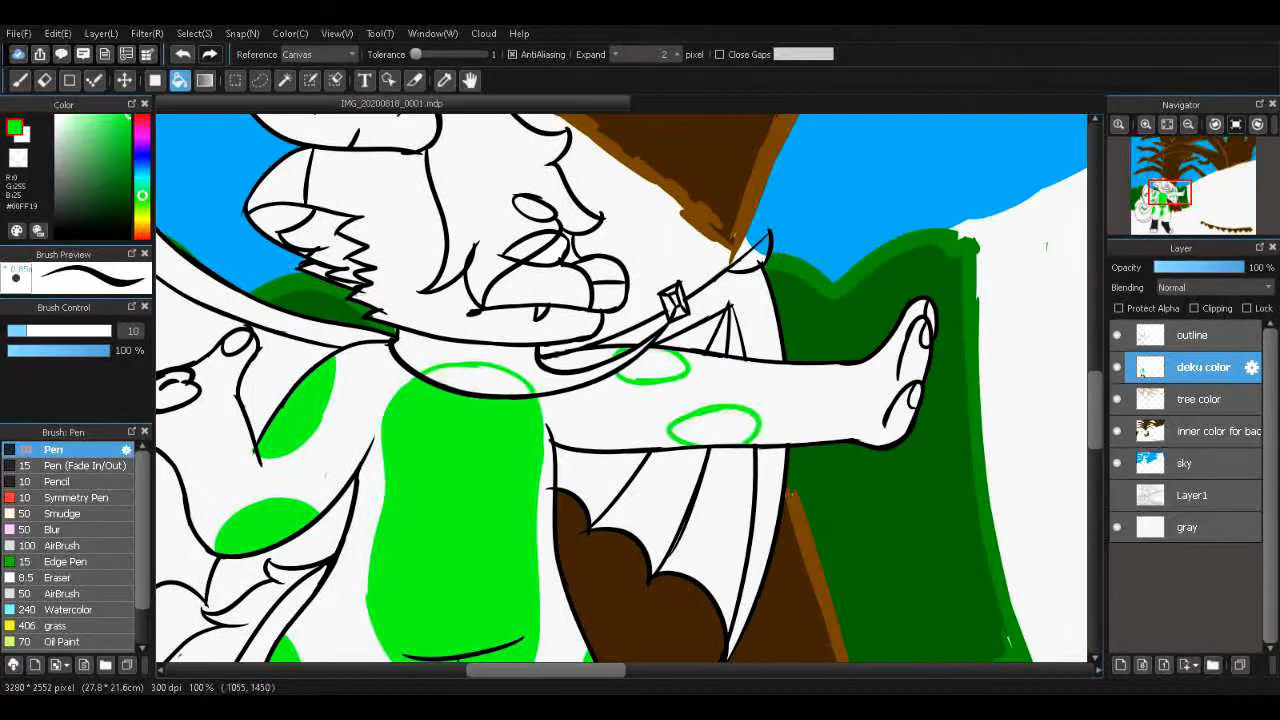 File(F) Edit(E) Layer(L) Filter(R) Select(S) Snap(N) Color(C) View(V) Tool(T) Window(W) Cloud Help
Reference Canvas Tolerance 1 AntiAliasing Expand 2 pixel Close Gaps
T
IMG_20200818_0001.mdp
Color
R:0
G:255
B:25
#00FF19
Brush Preview
Brush Control
10
100 %
Brush: Pen
Pen
15 Pen (Fade In/Out)
10 Pencil
10 Symmetry Pen
50 Smudge
50 Blur
100 AirBrush
15 Edge Pen
8.5 Eraser
50 AirBrush
240 Watercolor
406 grass
70 Oil Paint
Navigator
Layer
Opacity 100 %
Blending Normal
Protect Alpha Clipping Lock
outline
deku color
tree color
inner color for bac
sky
Layer1
gray
3280 * 2552 pixel (27.8 * 21.6cm) 300 dpi 100 % ( 1055, 1450)